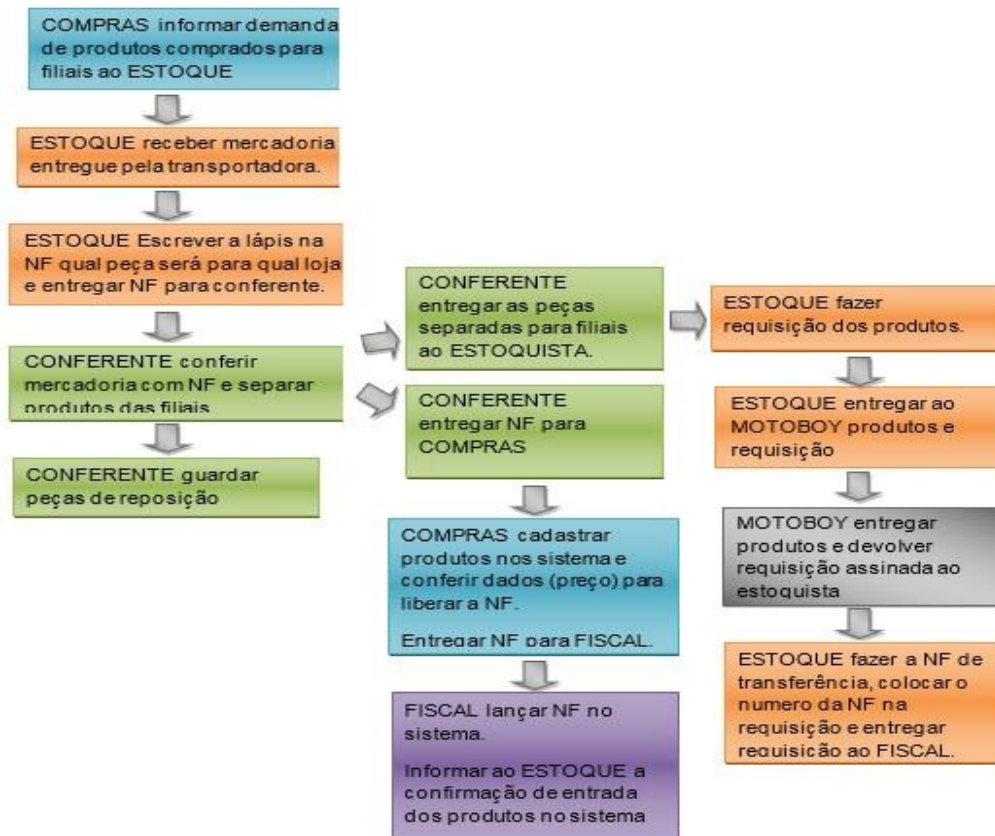 COMPRAS informar demanda
de produtos comprados para
filiais ao ESTOQUE
ESTOQUE receber mercadoria
entregue pela transportadora.
ESTOQUE Escrever a lápis na
NF qual peça será para qual loja
e entregar NF para conferente.
CONFERENTE conferir
mercadoria com NF e separar
produtos das filiais
CONFERENTE guardar
peças de reposição
CONFERENTE
entregar as peças
separadas para filiais
ao ESTOQUISTA.
CONFERENTE
entregar NF para
COMPRAS
COMPRAS cadastrar
produtos nos sistema e
conferir dados (preço) para
liberar a NF.
Entregar NF para FISCAL.
FISCAL lançar NF no
sistema.
Informar ao ESTOQUE a
confirmação de entrada
dos produtos no sistema
ESTOQUE fazer
requisição dos produtos.
ESTOQUE entregar ao
MOTOBOY produtos e
requisição
MOTOBOY entregar
produtos e devolver
requisição assinada ao
estoquista
ESTOQUE fazer a NF de
transferência, colocar o
numero da NF na
requisição e entregar
requisição ao FISCAL.